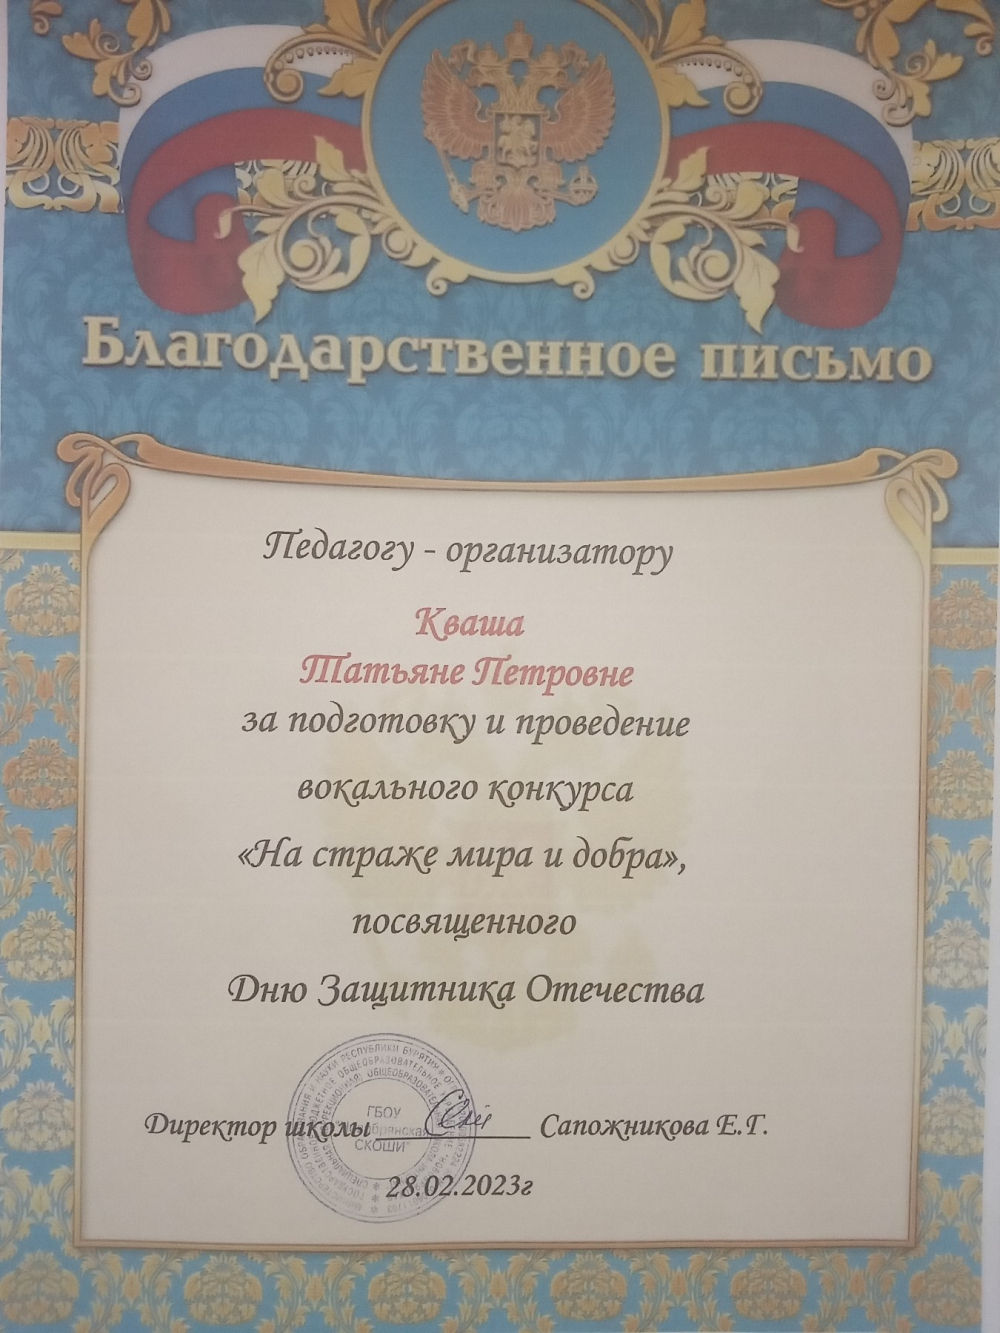 Благодарственное письмо
Педагогу - организатору
Кваша
Татьяне Петровне
за подготовку и проведение
вокального конкурса
«На страже мира и добра»,
посвященного
Дню Защитника Отечества
Директор школы ____________ Сапожникова Е.Г.
ГБОУ
СКОШИ"
28.02.2023г